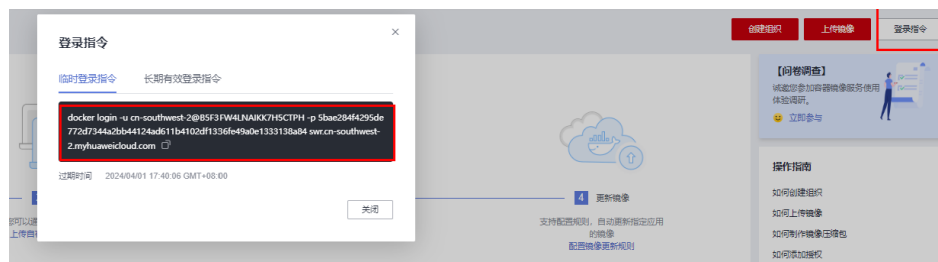 创建组织
上传镜像
登录指令
登录指令
临时登录指令
长期有效登录指令
docker login -u cn-southwest-2@B5F3FW4LNAIKK7H5CTPH -p 5bae284f4295de
772d7344a2bb44124ad611b4102df1336fe49a0e1333138a84 swr.cn-southwest-
2.myhuaweicloud.com
过期时间 2024/04/01 17:40:06 GMT+08:00
关闭
上传自
4 更新镜像
支持配置规则，自动更新指定应用
的镜像
配置镜像更新规则
【问卷调查】
诚邀您参加容器镜像服务使用
体验调研。
立即参与
操作指南
如何创建组织
如何上传镜像
如何制作镜像压缩包
如何添加授权